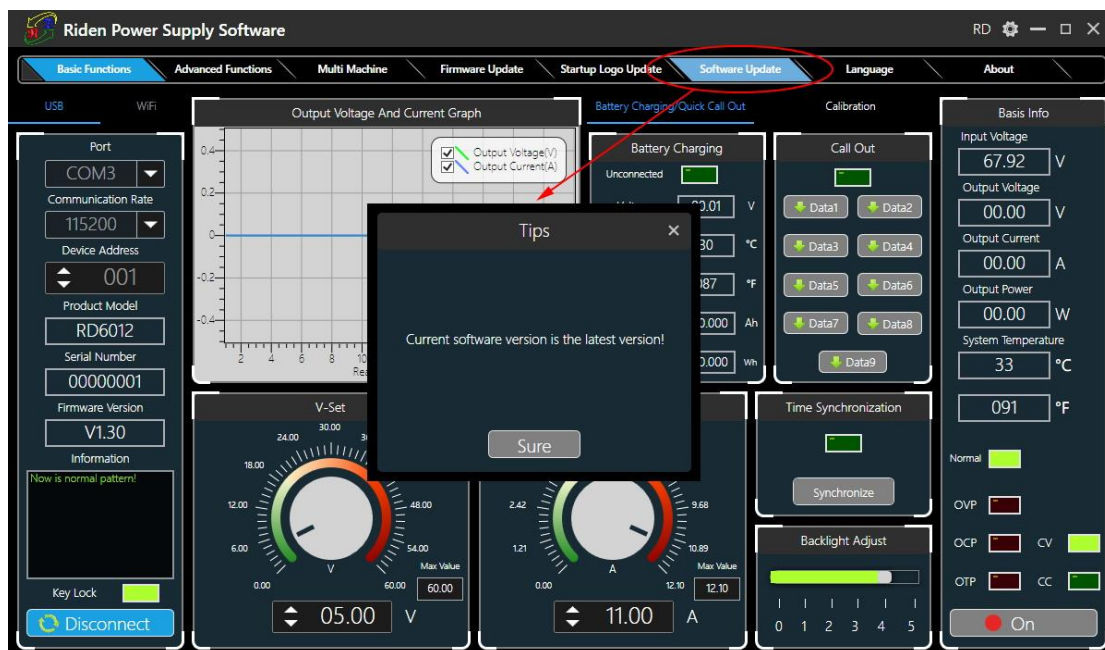 Riden Power Supply Software
RD
Basic Functions
Advanced Functions
Multi Machine
Firmware Update
Startup Logo Update
Software Update
Language
About
USB
WiFi
Port
COM3
Communication Rate
115200
Device Address
001
Product Model
RD6012
Serial Number
00000001
Firmware Version
V1.30
Information
Now is normal pattern!
Key Lock
Disconnect
Output Voltage And Current Graph
Output Voltage(V)
Output Current(A)
0.4
0.2
0
-0.2
-0.4
2 4 6 8 10
Tips
Current software version is the latest version!
Sure
Battery Charging/Quick Call Out
Calibration
Battery Charging
Unconnected
00.01 V
°C
°F
Ah
Wh
Call Out
Data1 Data2
Data3 Data4
Data5 Data6
Data7 Data8
Data9
V-Set
0.00
6.00
12.00
18.00
24.00
30.00
48.00
54.00
60.00
V
Max Value
60.00
05.00 V
0.00
1.21
2.42
9.68
10.89
12.10
A
Max Value
12.10
11.00 A
Time Synchronization
Synchronize
Backlight Adjust
0 1 2 3 4 5
Basis Info
Input Voltage
67.92 V
Output Voltage
00.00 V
Output Current
00.00 A
Output Power
00.00 W
System Temperature
33 °C
091 °F
Normal
OVP
OCP CV
OTP CC
On